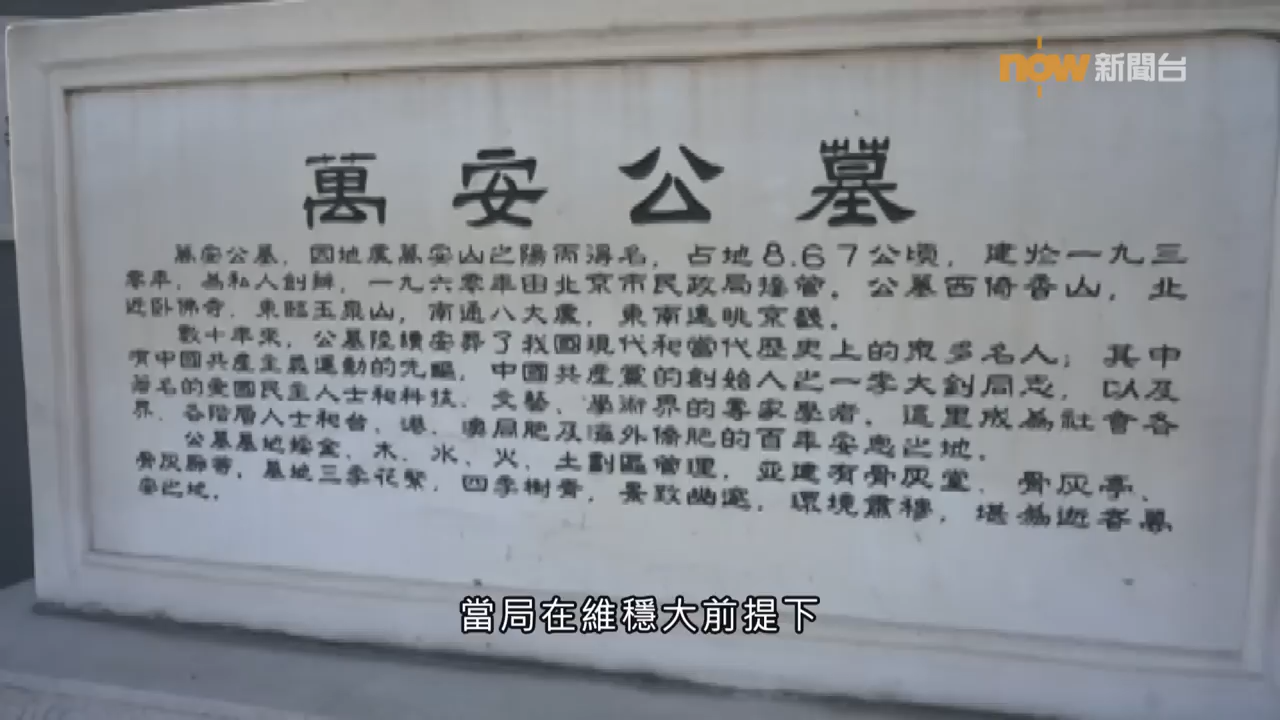 now 新聞台
萬安公墓
萬安公墓，因地處萬安山之陽而得名，占地8.67公頃，建於一九三
零年，為私人創辦，一九六零年由北京市民政局接管。公墓西倚香山，北
近卧佛寺，東臨玉泉山，南通八大處，東南遠眺京畿。
數十年來，公墓陸續安葬了我國現代和當代歷史上的眾多名人；其中
有中國共產主義運動的先驅，中國共產黨的創始人之一李大釗同志，以及
著名的愛國民主人士和科技、文藝、學術界的專家學者，這里成為社會各
界、各階層人士和台、港、澳同胞及海外僑胞的百年安息之地。
公墓墓地按金、木、水、火、土劃區管理，並建有骨灰堂、骨灰亭、
骨灰廊等，墓地三季花繁，四季樹青，景致幽邃，環境肅穆，堪為逝者
安之地。
當局在維穩大前提下